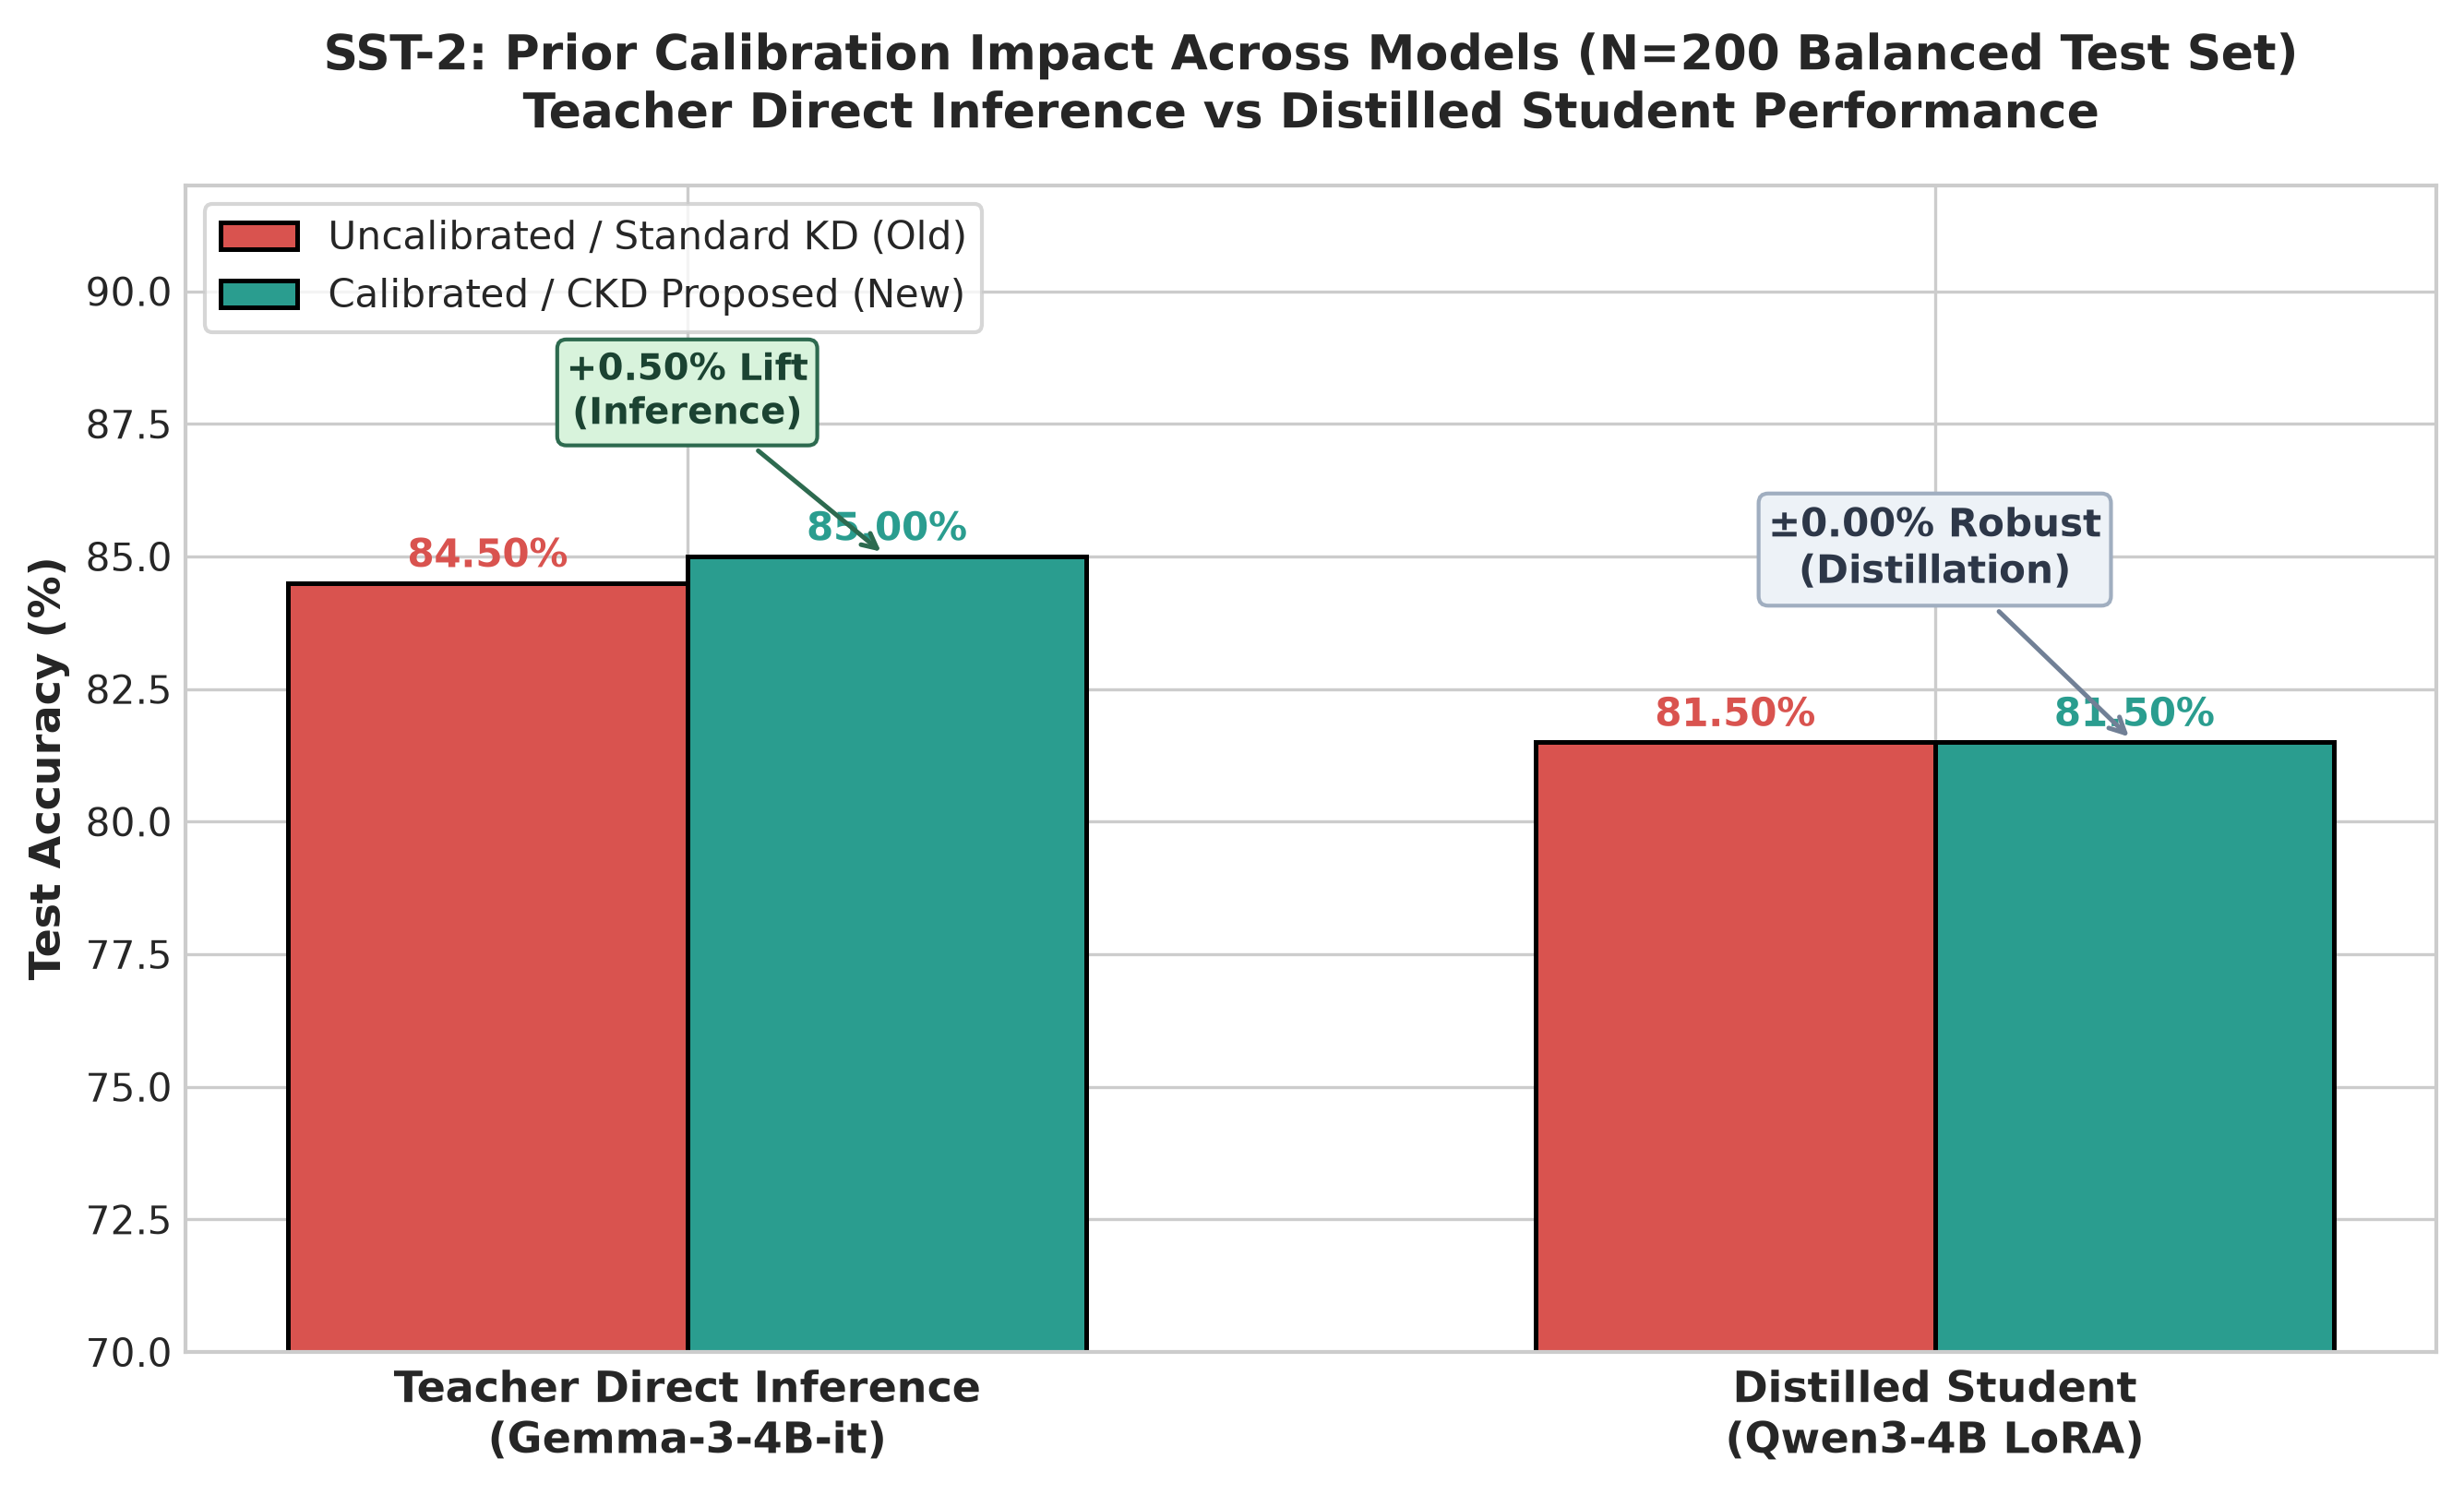 SST-2: Prior Calibration Impact Across Models (N=200 Balanced Test Set)
Teacher Direct Inference vs Distilled Student Performance
Uncalibrated / Standard KD (Old)
Calibrated / CKD Proposed (New)
+0.50% Lift
(Inference)
84.50%
85.00%
±0.00% Robust
(Distillation)
81.50%
81.50%
Test Accuracy (%)
90.0
87.5
85.0
82.5
80.0
77.5
75.0
72.5
70.0
Teacher Direct Inference
(Gemma-3-4B-it)
Distilled Student
(Qwen3-4B LoRA)